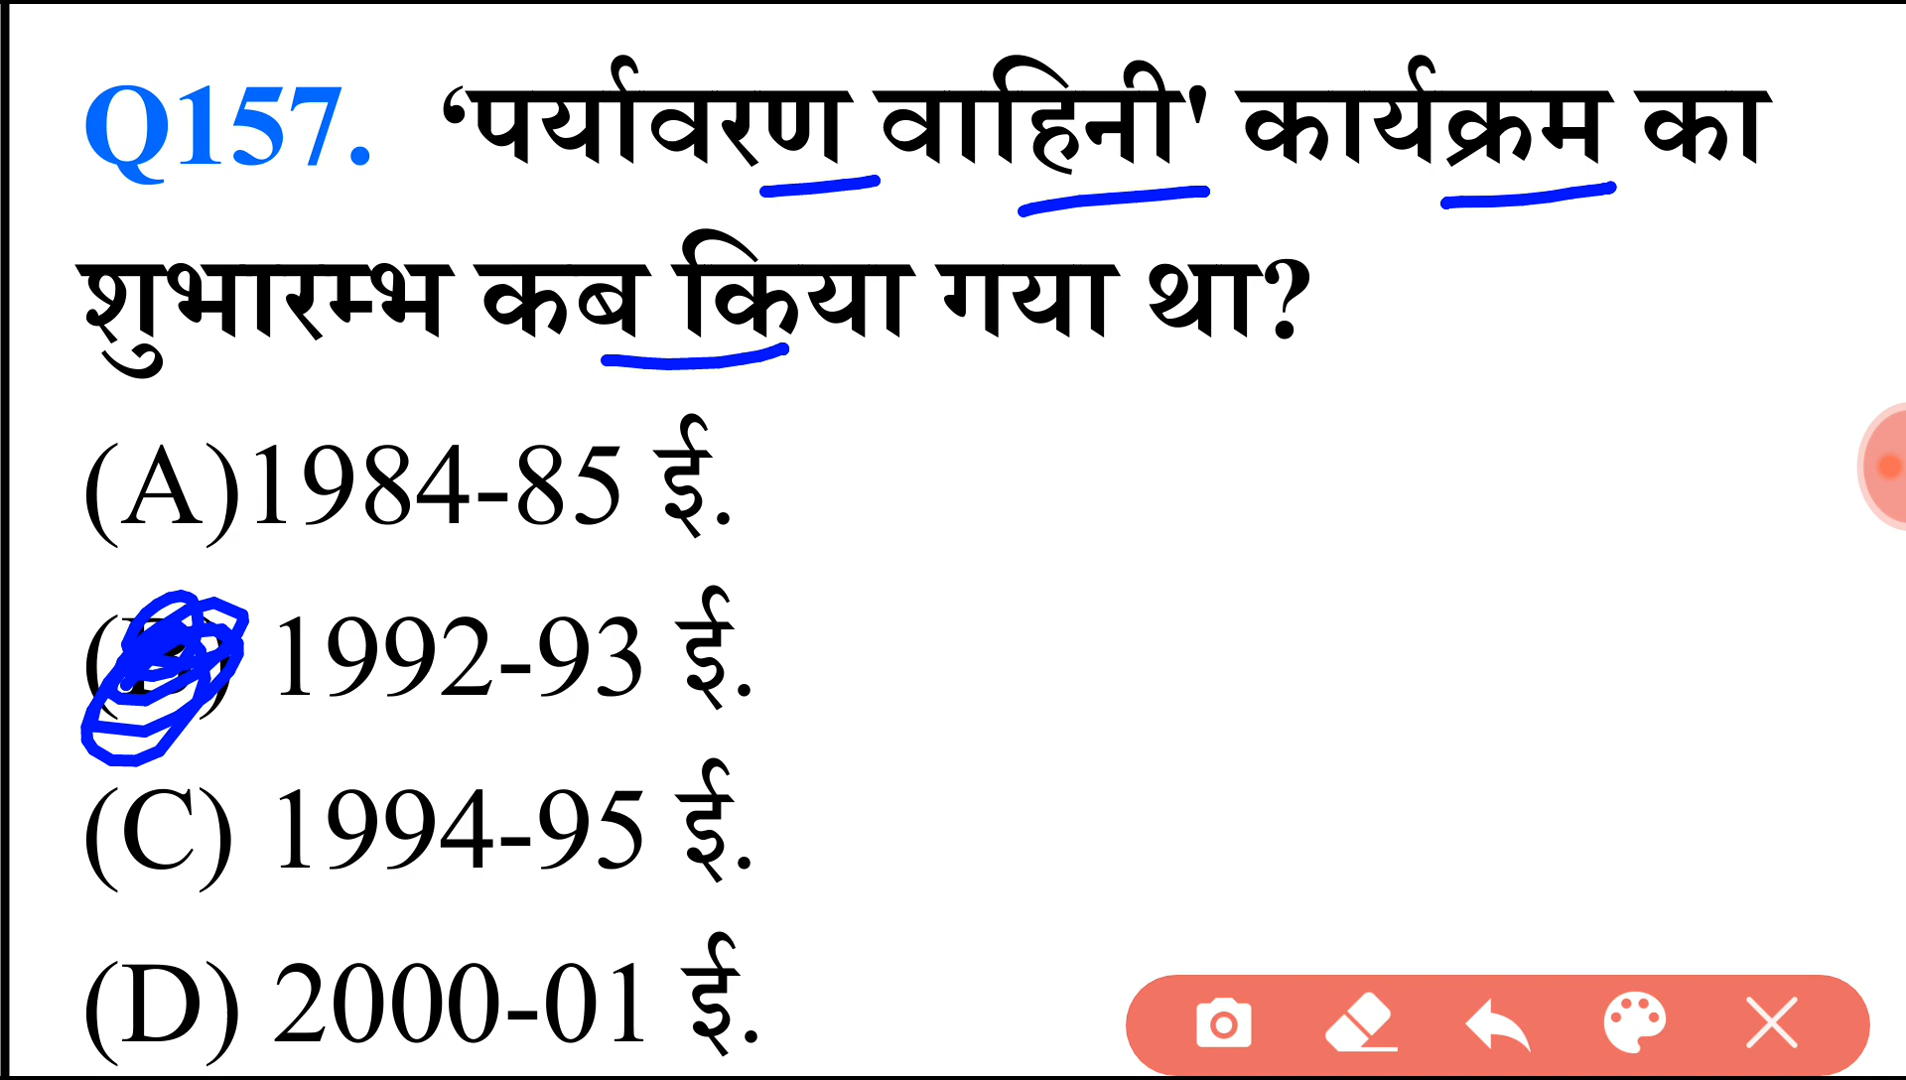 Q157. ‘पर्यावरण वाहिनी' कार्यक्रम का
शुभारम्भ कब किया गया था?
(A)1984-85 ई.
(B) 1992-93 ई.
(C) 1994-95 ई.
(D) 2000-01 ई.